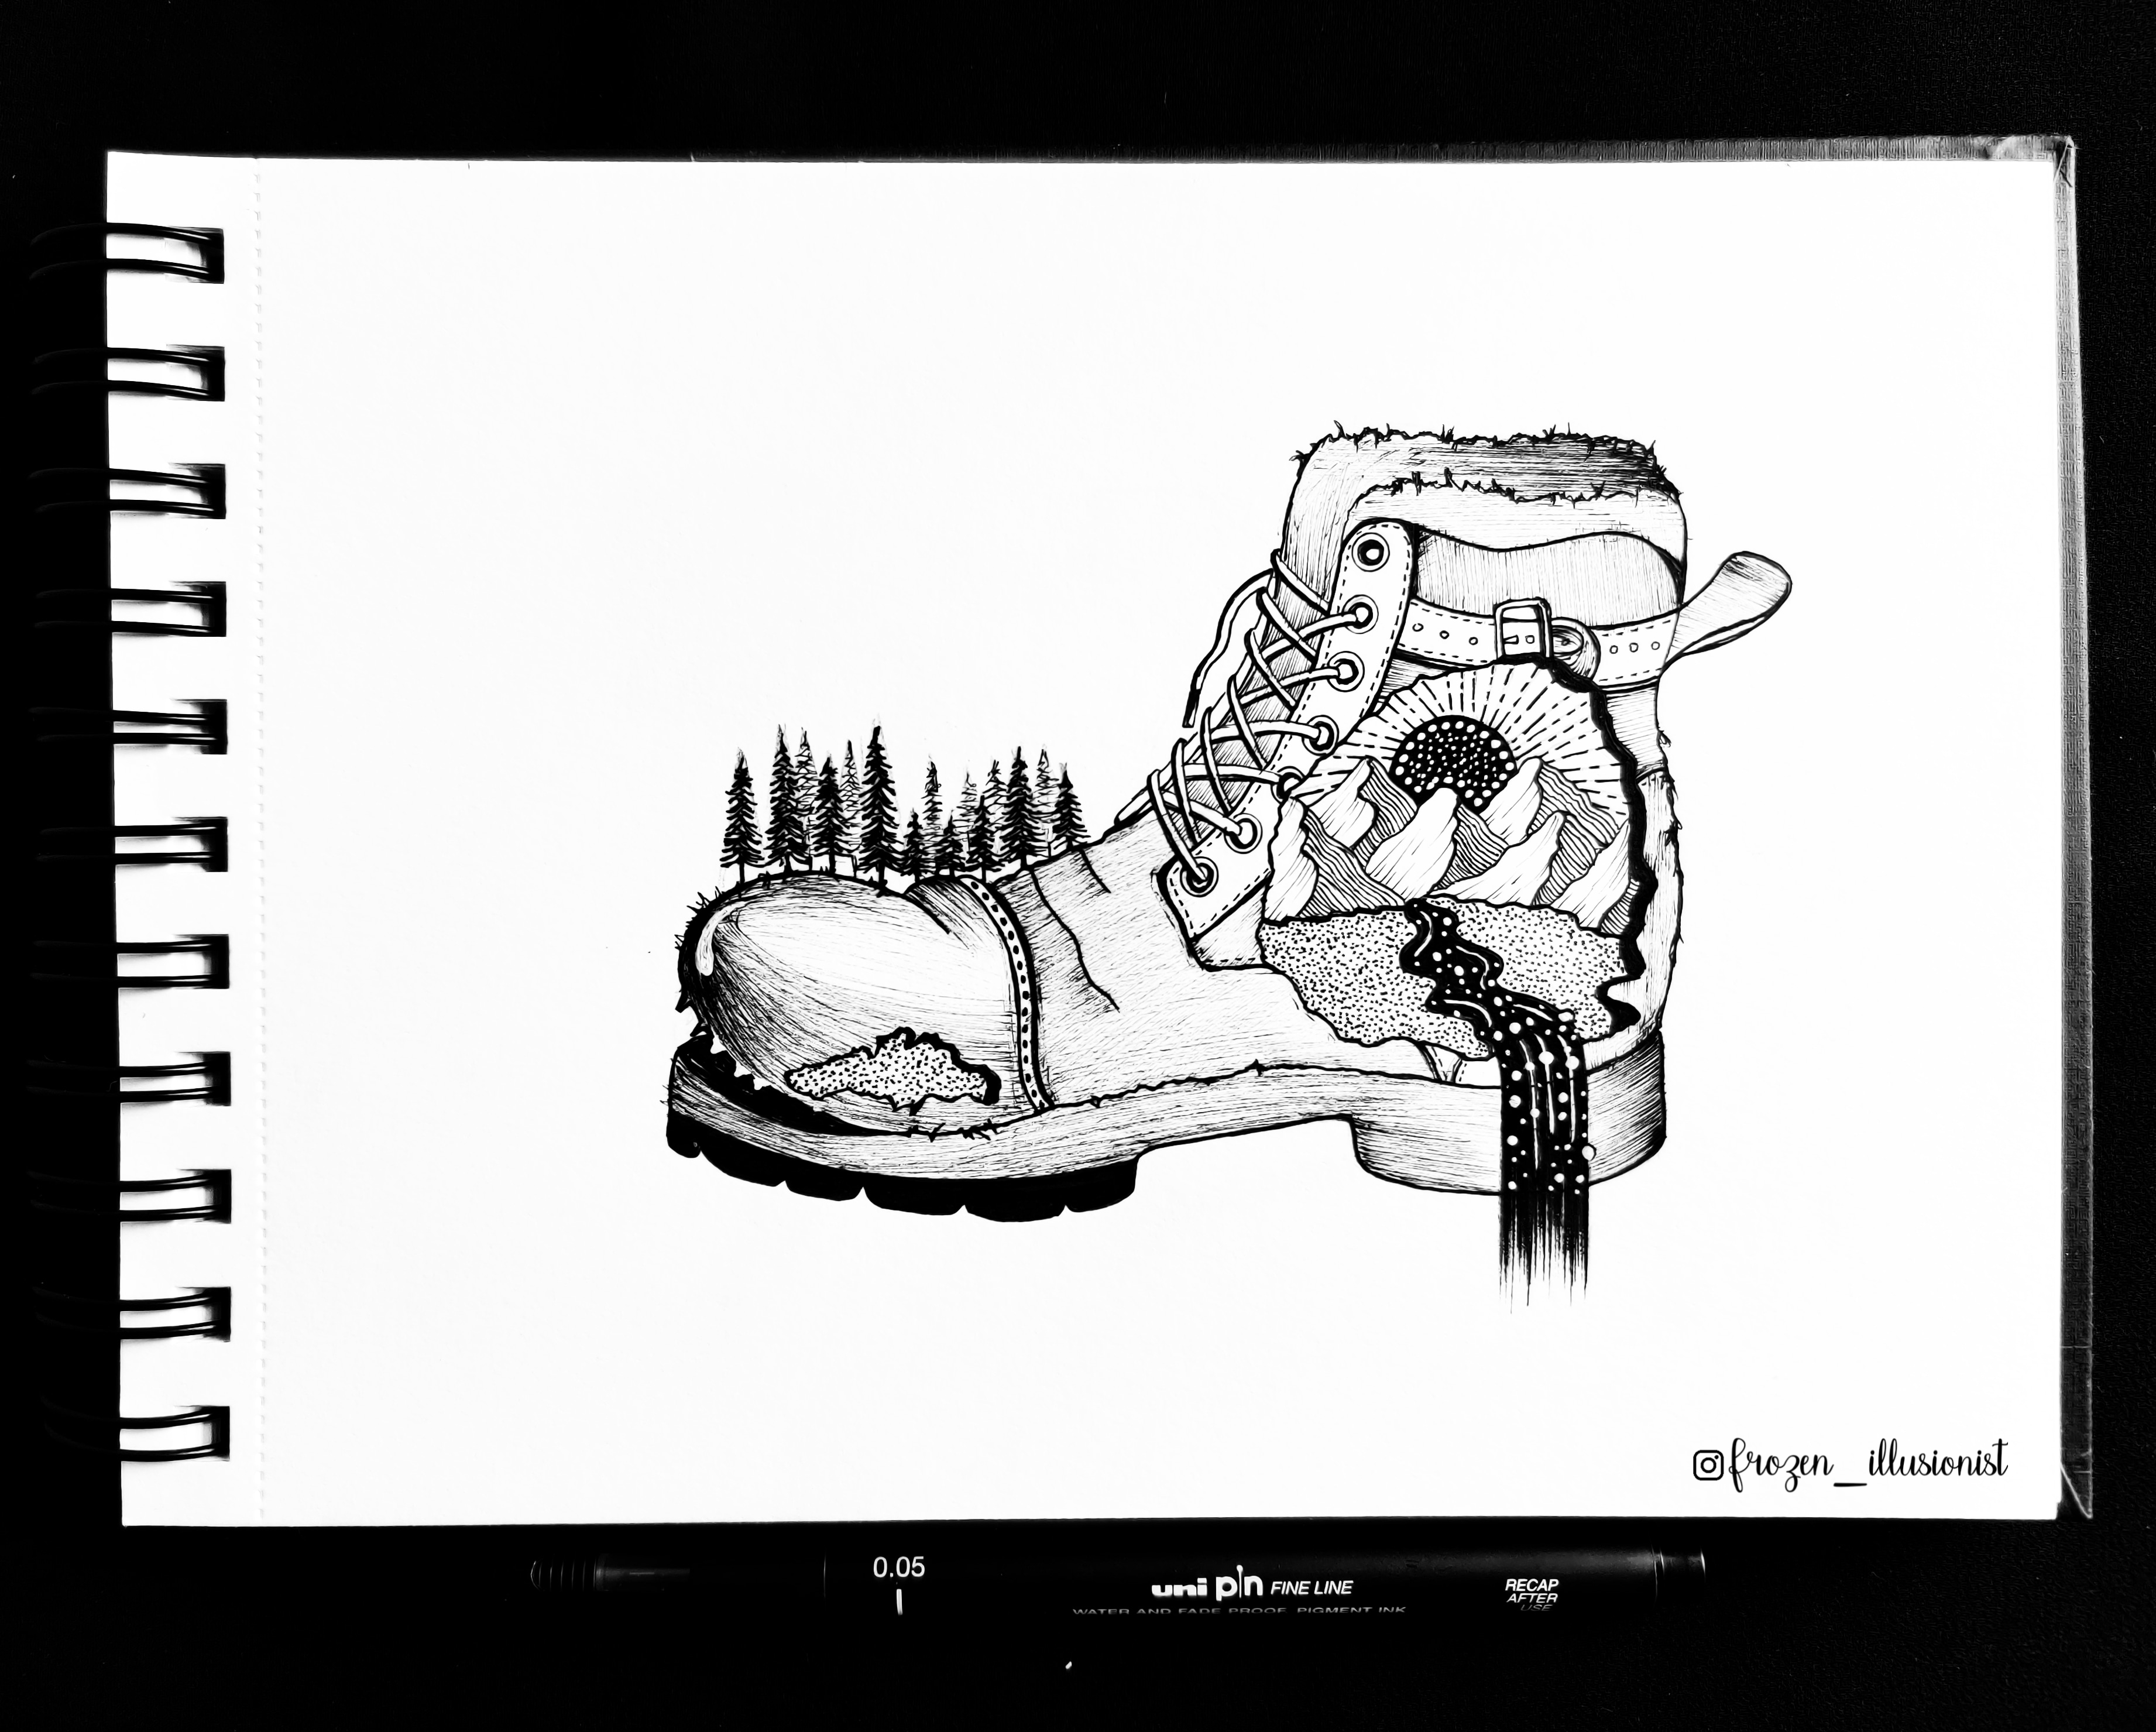 frozen_illusionist
0.05
uni pin FINE LINE
WATER AND FADE PROOF PIGMENT INK
RECAP
AFTER
USE